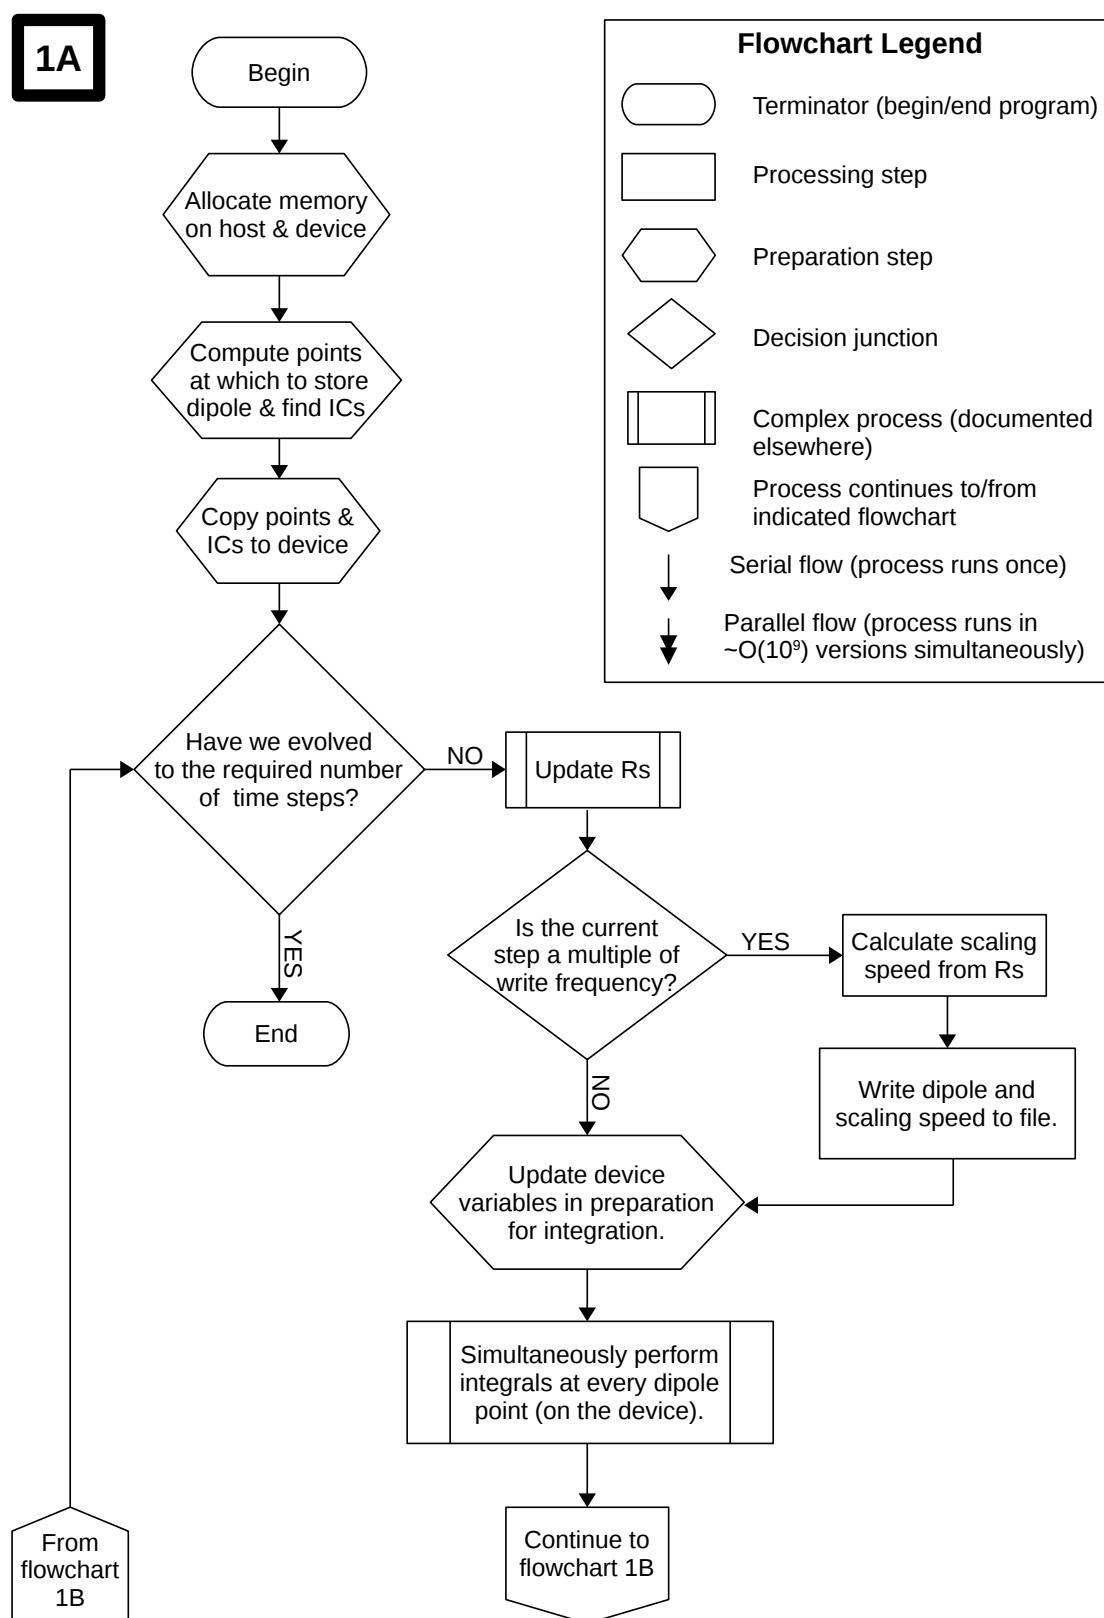 1A
Begin
Allocate memory
on host & device
Compute points
at which to store
dipole & find ICs
Copy points &
ICs to device
Have we evolved
to the required number
of time steps?
NO
YES
End
Update Rs
Is the current
step a multiple of
write frequency?
YES
NO
Calculate scaling
speed from Rs
Write dipole and
scaling speed to file.
Update device
variables in preparation
for integration.
Simultaneously perform
integrals at every dipole
point (on the device).
Continue to
flowchart 1B
From
flowchart
1B
Flowchart Legend
Terminator (begin/end program)
Processing step
Preparation step
Decision junction
Complex process (documented
elsewhere)
Process continues to/from
indicated flowchart
Serial flow (process runs once)
Parallel flow (process runs in
~O(10⁹) versions simultaneously)